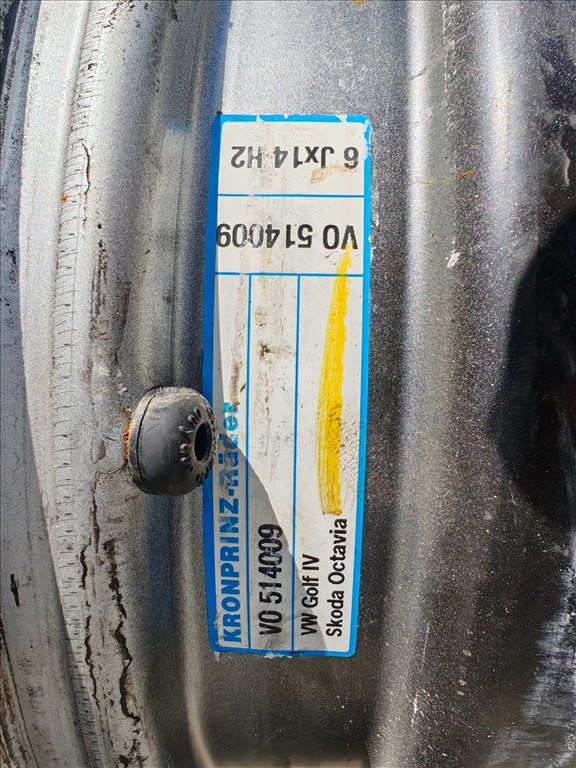 6 Jx14 H2
VO 514009
KRONPRINZ-Räder
VO 514009
VW Golf IV
Skoda Octavia